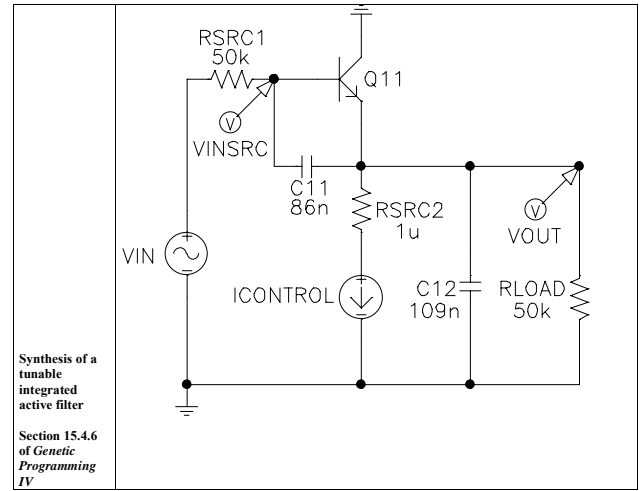 RSRC1
50k
Q11
V
VINSRC
C11
86n
RSRC2
1u
V
VOUT
VIN
ICONTROL
C12
109n
RLOAD
50k
Synthesis of a
tunable
integrated
active filter
Section 15.4.6
of Genetic
Programming
IV